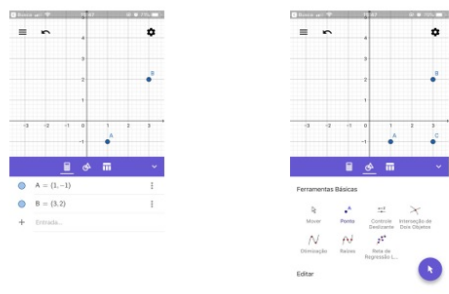 B
A
A = (1, −1)
B = (3, 2)
Entrada...
B
A
C
Ferramentas Básicas
Mover
Ponto
Controle Deslizante
Interseção de Dois Objetos
Otimização
Raízes
Reta de Regressão L...
Editar